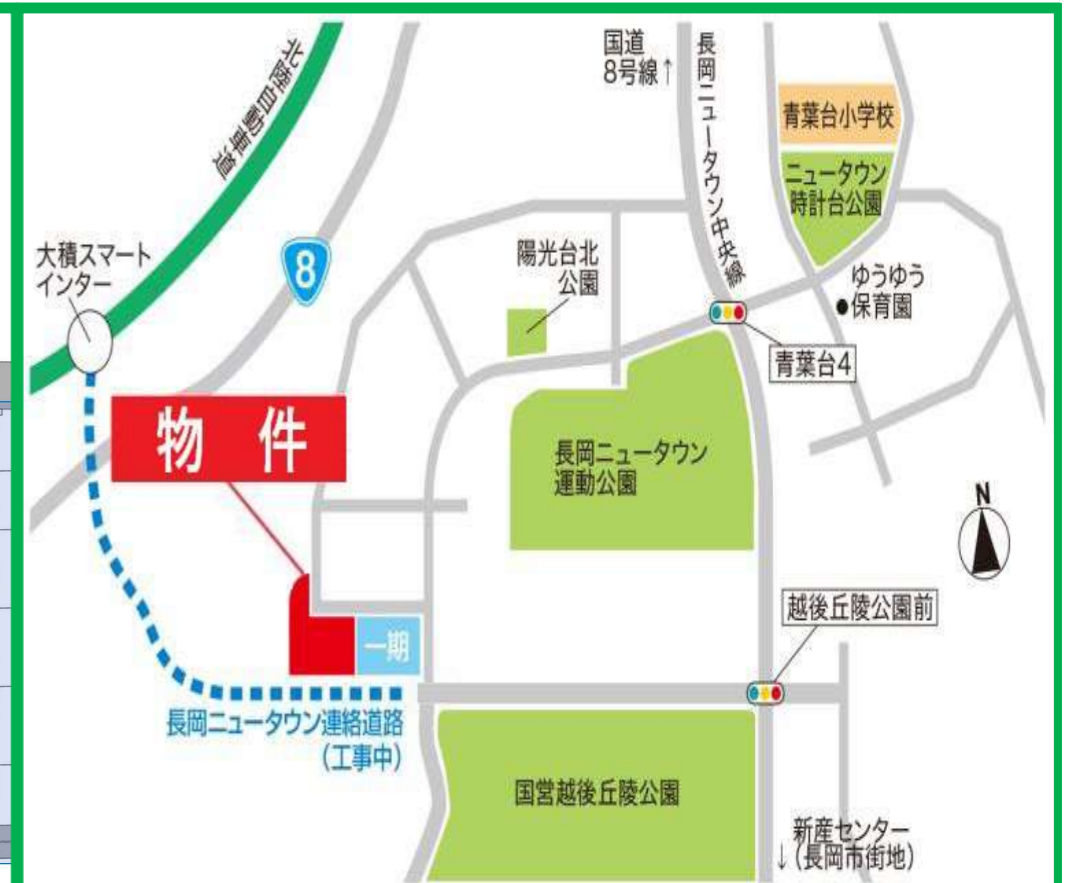 北陸自動車道
大積スマート
インター
8
国道
8号線↑
長岡ニュータウン中央線
青葉台小学校
ニュータウン
時計台公園
ゆうゆう
保育園
陽光台北
公園
青葉台4
物件
長岡ニュータウン
運動公園
N
越後丘陵公園前
一期
長岡ニュータウン連絡道路
(工事中)
国営越後丘陵公園
新産センター
↓(長岡市街地)